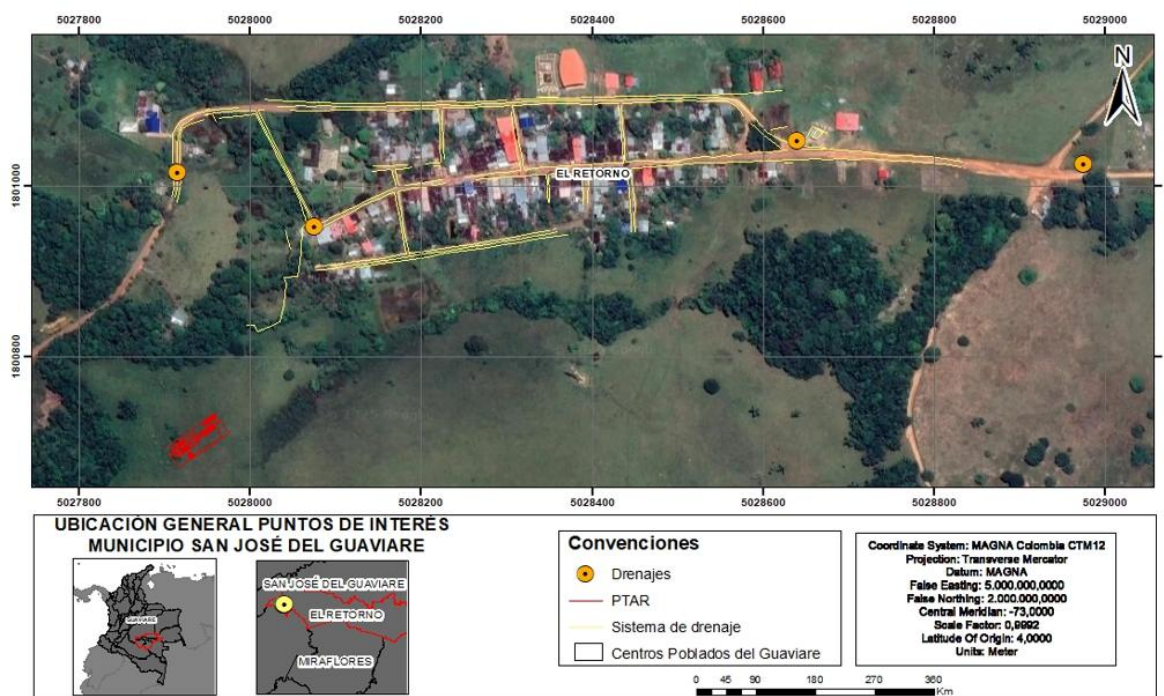 5027800 5028000 5028200 5028400 5028600 5028800 5029000
N
1801000
EL RETORNO
1800800
5027800 5028000 5028200 5028400 5028600 5028800 5029000
UBICACIÓN GENERAL PUNTOS DE INTERÉS
MUNICIPIO SAN JOSÉ DEL GUAVIARE
GUAVIARE
SAN JOSÉ DEL GUAVIARE
EL RETORNO
MIRAFLORES
Convenciones
Drenajes
PTAR
Sistema de drenaje
Centros Poblados del Guaviare
Coordinate System: MAGNA Colombia CTM12
Projection: Transverse Mercator
Datum: MAGNA
False Easting: 5.000.000,0000
False Northing: 2.000.000,0000
Central Meridian: -73,0000
Scale Factor: 0,9992
Latitude Of Origin: 4,0000
Units: Meter
0 45 90 180 270 360
Km